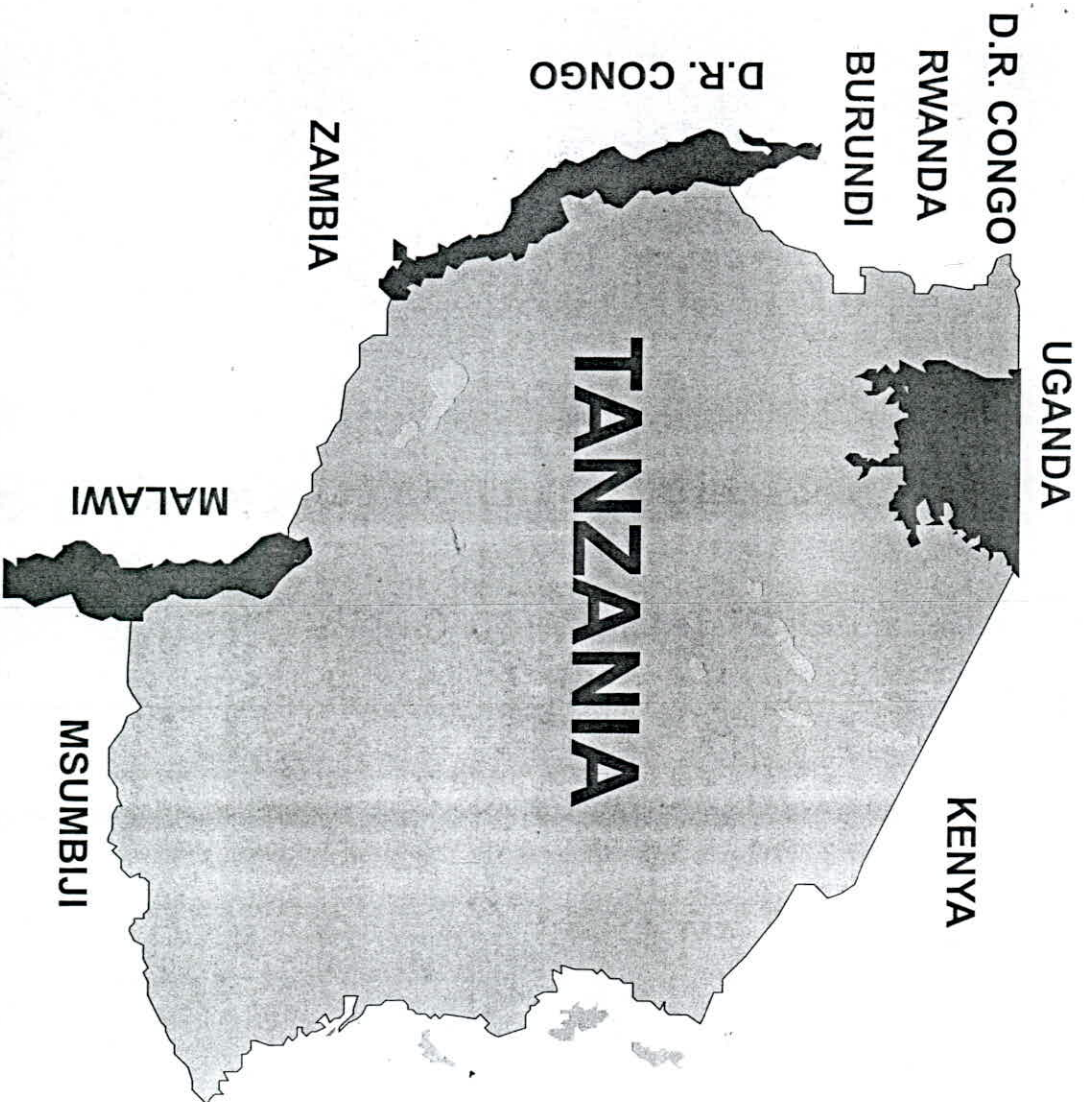 UGANDA
D.R. CONGO
RWANDA
BURUNDI
KENYA
D.R. CONGO
TANZANIA
ZAMBIA
MALAWI
MSUMBIJI